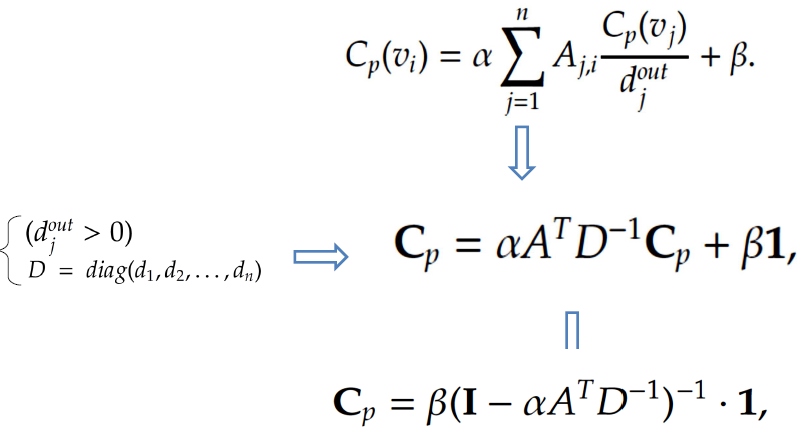 C_p(v_i) = α ∑_{j=1}^{n} A_{j,i} \frac{C_p(v_j)}{d_j^{out}} + β.
(d_j^{out} > 0)
D = diag(d_1, d_2, . . . , d_n)
𝐂_p = αA^T D^{-1} 𝐂_p + β𝟏,
𝐂_p = β(𝐈 − αA^T D^{-1})^{-1} · 𝟏,